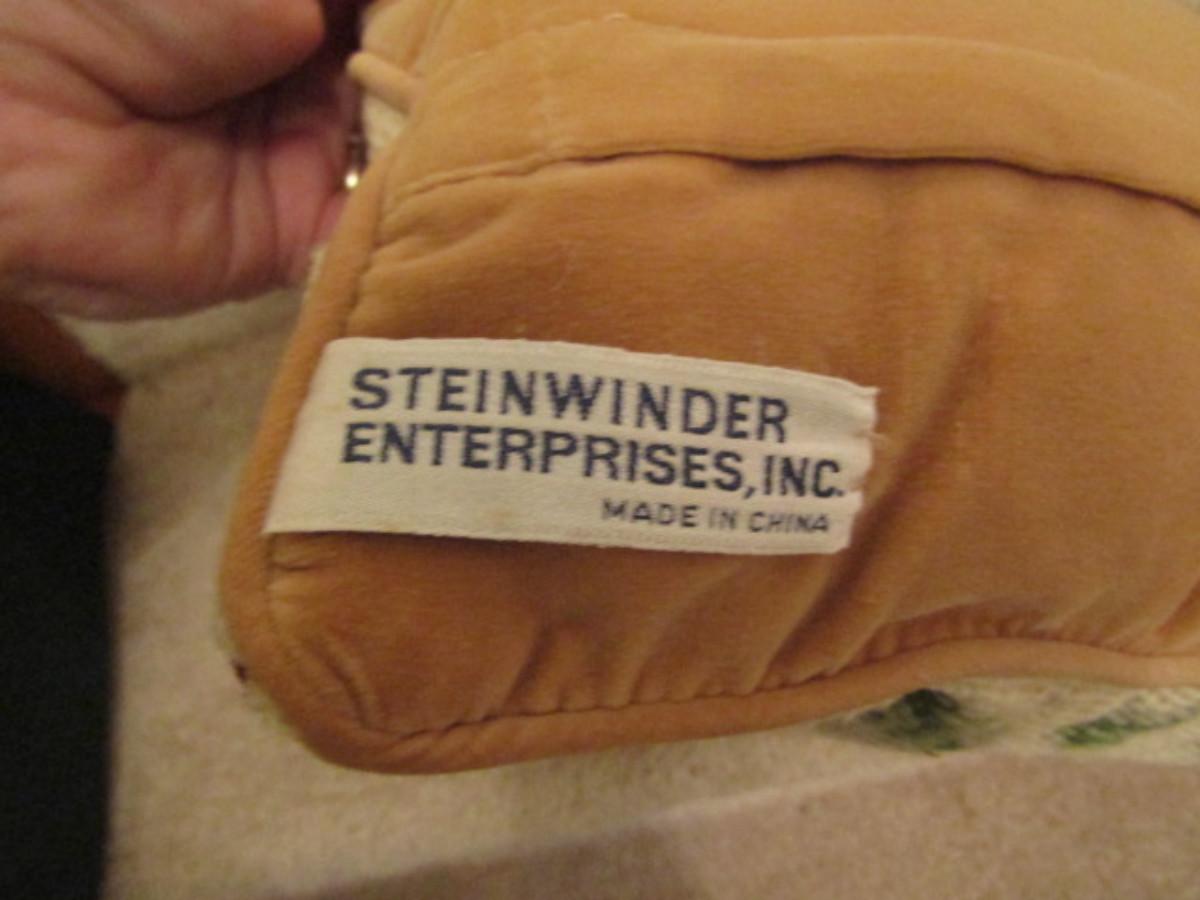 STEINWINDER
ENTERPRISES, INC.
MADE IN CHINA